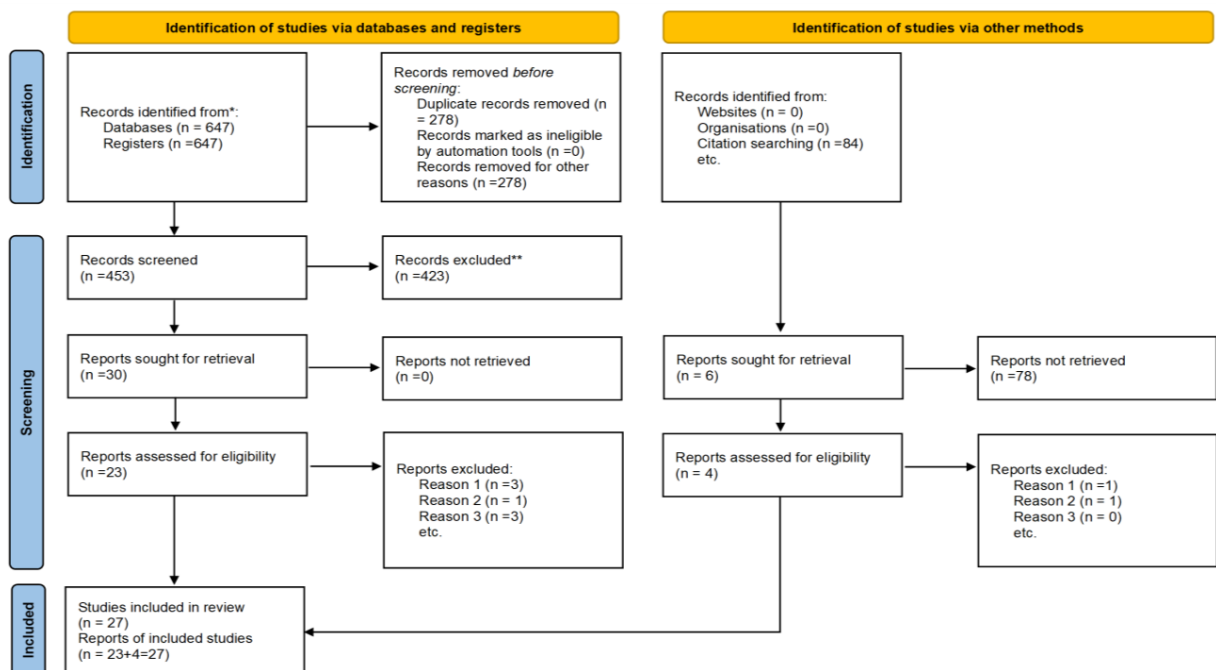 Identification of studies via databases and registers
Identification of studies via other methods
Identification
Records identified from*:
Databases (n = 647)
Registers (n =647)
Records removed before
screening:
Duplicate records removed (n
= 278)
Records marked as ineligible
by automation tools (n =0)
Records removed for other
reasons (n =278)
Records identified from:
Websites (n = 0)
Organisations (n =0)
Citation searching (n =84)
etc.
Screening
Records screened
(n =453)
Records excluded**
(n =423)
Reports sought for retrieval
(n =30)
Reports not retrieved
(n =0)
Reports sought for retrieval
(n = 6)
Reports not retrieved
(n =78)
Reports assessed for eligibility
(n =23)
Reports excluded:
Reason 1 (n =3)
Reason 2 (n = 1)
Reason 3 (n =3)
etc.
Reports assessed for eligibility
(n = 4)
Reports excluded:
Reason 1 (n =1)
Reason 2 (n = 1)
Reason 3 (n = 0)
etc.
Included
Studies included in review
(n = 27)
Reports of included studies
(n = 23+4=27)